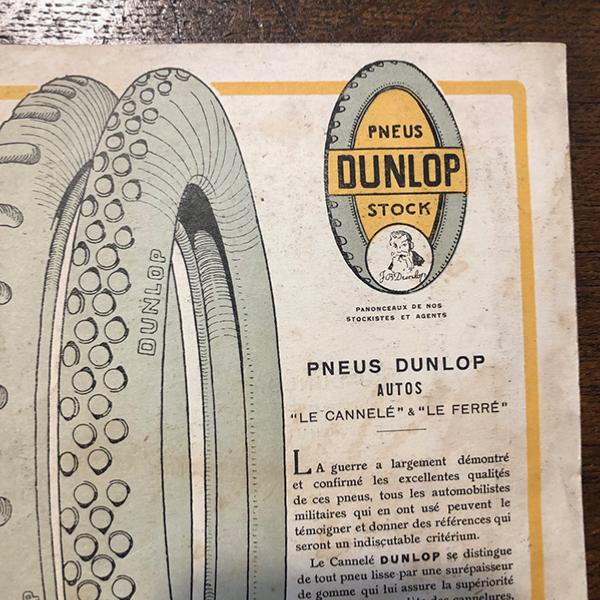 PNEUS
DUNLOP
STOCK
J.B.Dunlop
PANONCEAUX DE NOS
STOCKISTES ET AGENTS
DUNLOP
PNEUS DUNLOP
AUTOS
"LE CANNELÉ" & "LE FERRÉ"
LA guerre a largement démontré
et confirmé les excellentes qualités
de ces pneus, tous les automobilistes
militaires qui en ont usé peuvent le
témoigner et donner des références qui
seront un indiscutable critérium.
Le Cannelé DUNLOP se distingue
de tout pneu lisse par une surépaisseur
de gomme qui lui assure la supériorité
des cannelures,